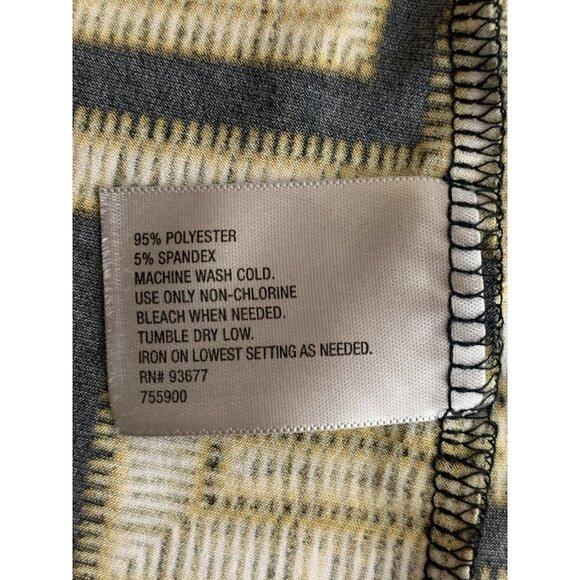 95% POLYESTER
5% SPANDEX
MACHINE WASH COLD.
USE ONLY NON-CHLORINE
BLEACH WHEN NEEDED.
TUMBLE DRY LOW.
IRON ON LOWEST SETTING AS NEEDED.
RN# 93677
755900